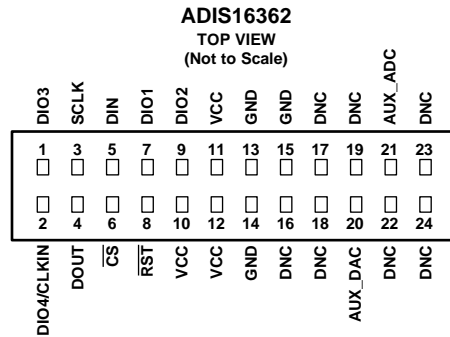 ADIS16362
TOP VIEW
(Not to Scale)
DIO3 SCLK DIN DIO1 DIO2 VCC GND GND DNC DNC AUX_ADC DNC
1 3 5 7 9 11 13 15 17 19 21 23
2 4 6 8 10 12 14 16 18 20 22 24
DIO4/CLKIN DOUT CS RST VCC VCC GND DNC DNC AUX_DAC DNC DNC